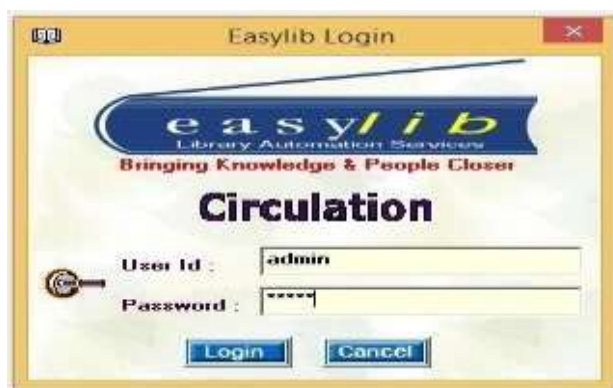 Easylib Login
easylib
Library Automation Services
Bringing Knowledge & People Closer
Circulation
User Id : admin
Password : *****
Login Cancel